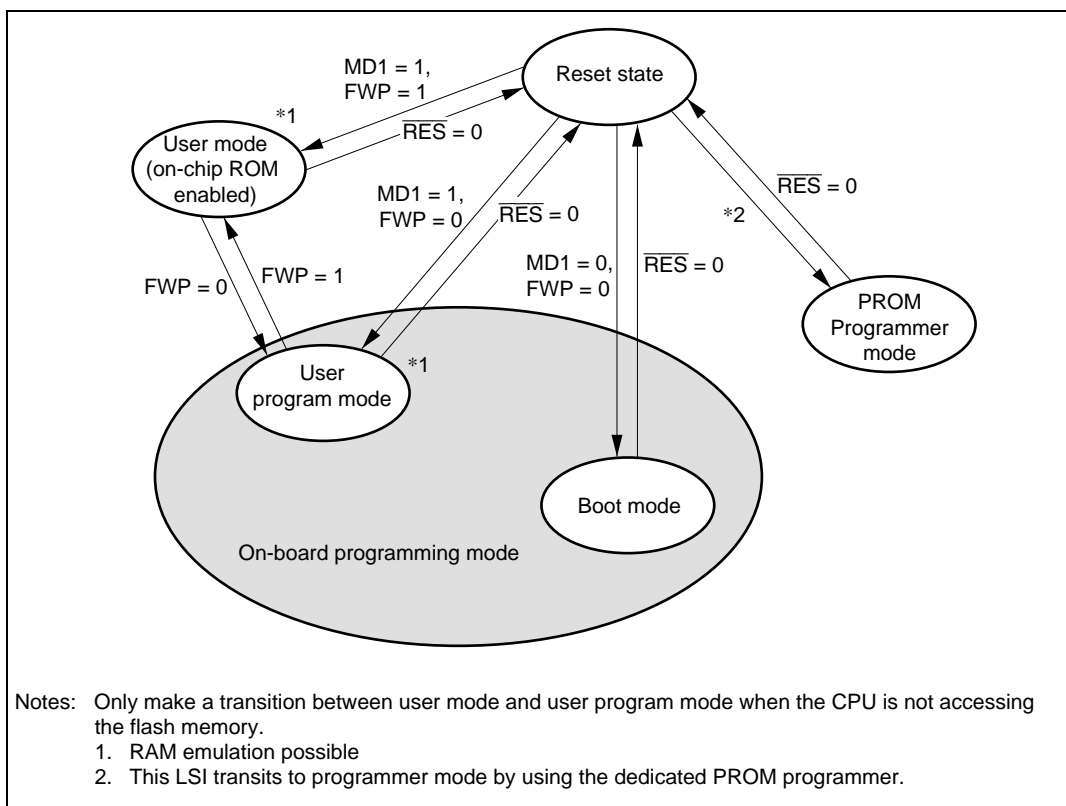 Reset state
MD1 = 1,
FWP = 1
*1
R̅E̅S̅ = 0
User mode
(on-chip ROM
enabled)
MD1 = 1,
FWP = 0
R̅E̅S̅ = 0
R̅E̅S̅ = 0
*2
MD1 = 0,
FWP = 0
R̅E̅S̅ = 0
FWP = 0
FWP = 1
PROM
Programmer
mode
User
program mode
*1
Boot mode
On-board programming mode
Notes: Only make a transition between user mode and user program mode when the CPU is not accessing
the flash memory.
1. RAM emulation possible
2. This LSI transits to programmer mode by using the dedicated PROM programmer.